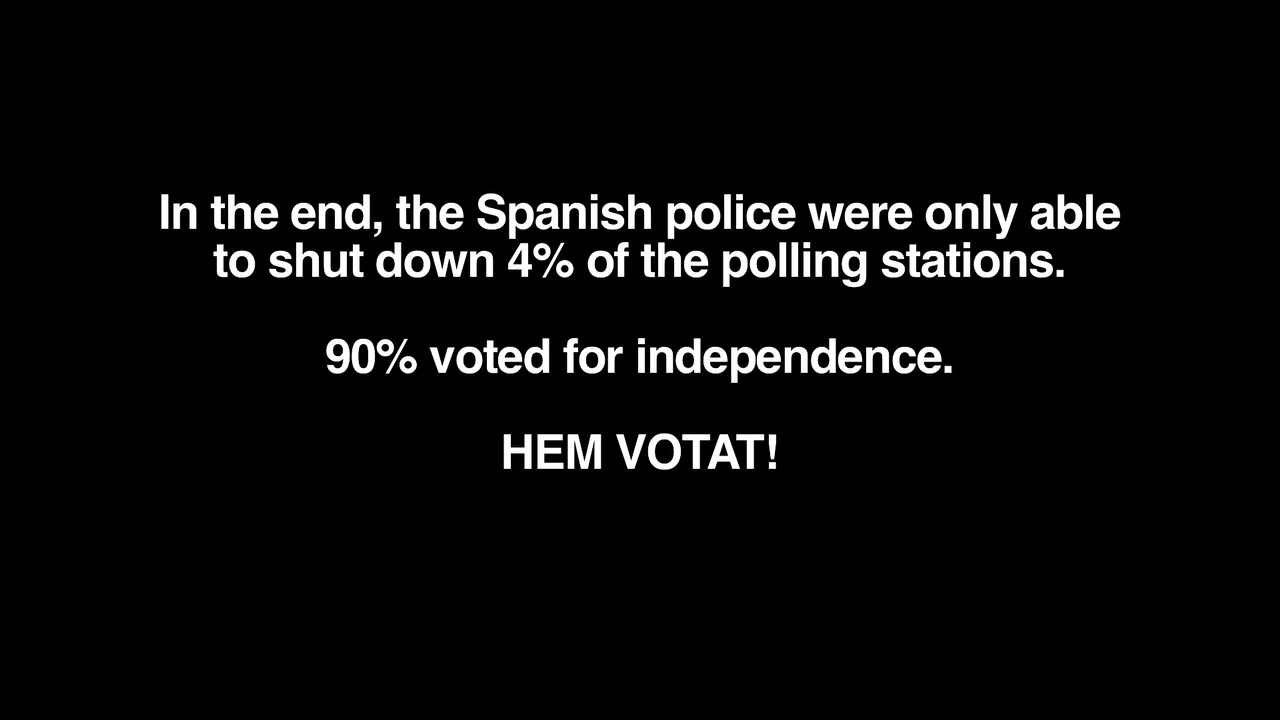 In the end, the Spanish police were only able
to shut down 4% of the polling stations.
90% voted for independence.
HEM VOTAT!